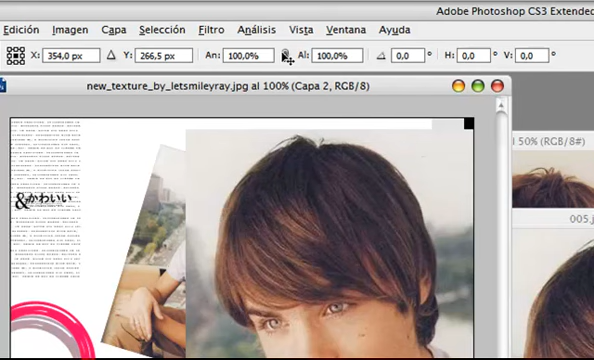 Adobe Photoshop CS3 Extended
Edición Imagen Capa Selección Filtro Análisis Vista Ventana Ayuda
X: 354,0 px Y: 266,5 px An: 100,0% Al: 100,0% 0,0 ° H: 0,0 ° V: 0,0 °
new_texture_by_letsmileyray.jpg al 100% (Capa 2, RGB/8)
l 50% (RGB/8#)
&かわいい
005.j